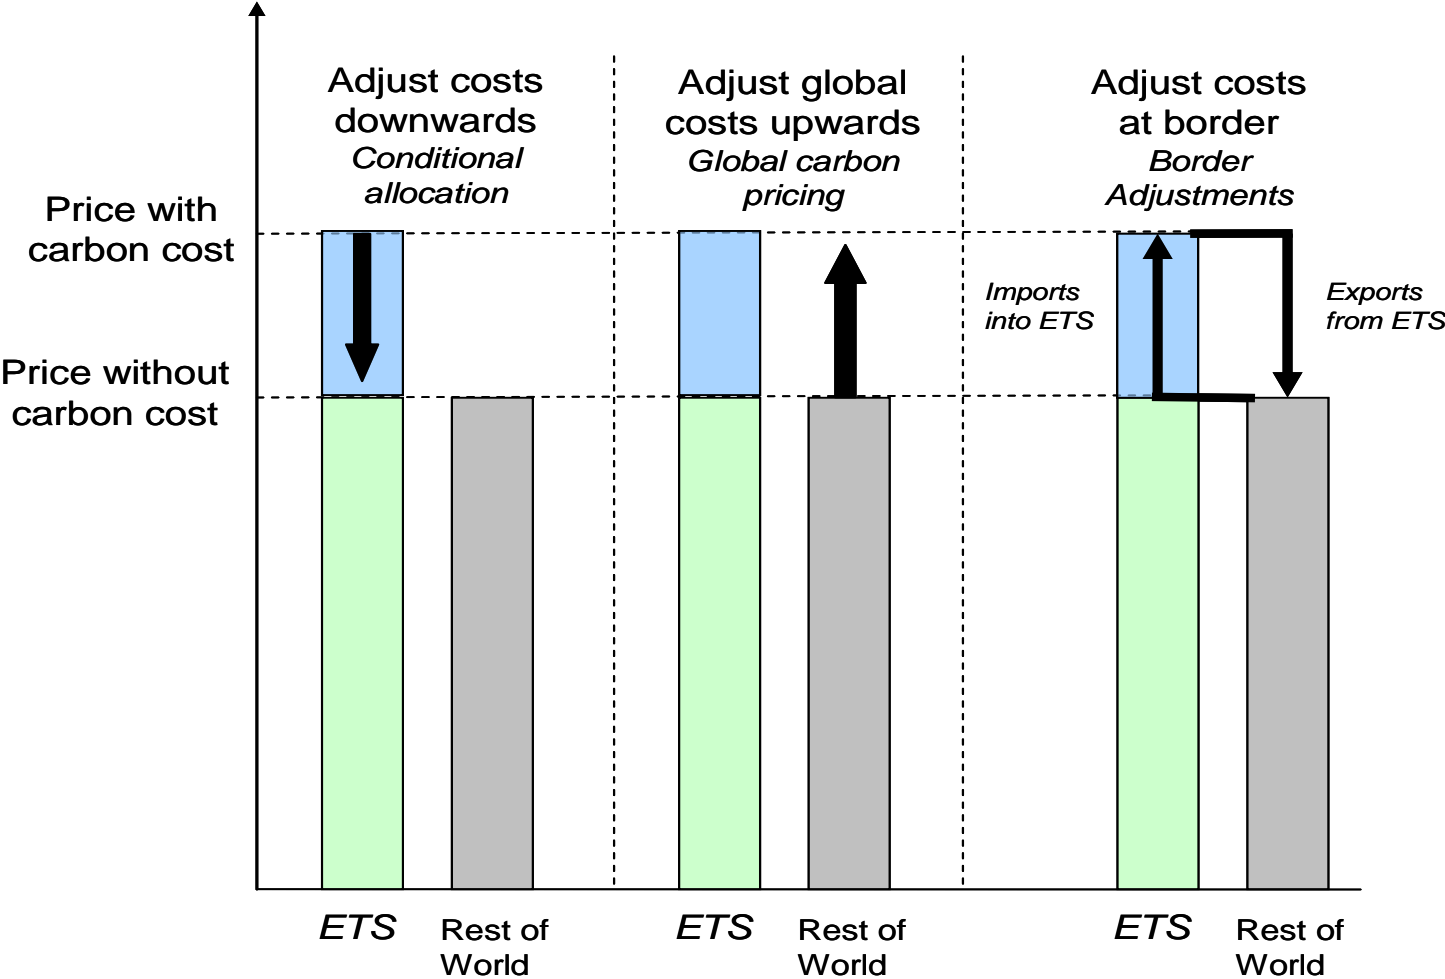 Adjust costs
downwards
Conditional
allocation
Adjust global
costs upwards
Global carbon
pricing
Adjust costs
at border
Border
Adjustments
Price with
carbon cost
Price without
carbon cost
Imports
into ETS
Exports
from ETS
ETS
Rest of
World
ETS
Rest of
World
ETS
Rest of
World